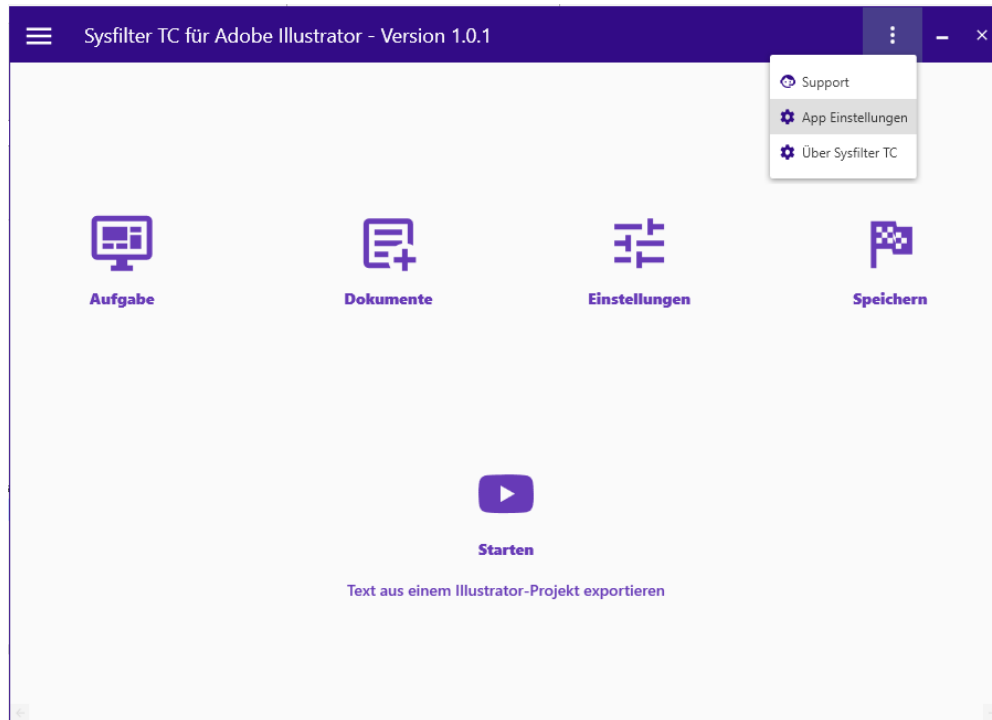 Sysfilter TC für Adobe Illustrator - Version 1.0.1
Support
App Einstellungen
Über Sysfilter TC
Aufgabe
Dokumente
Einstellungen
Speichern
Starten
Text aus einem Illustrator-Projekt exportieren